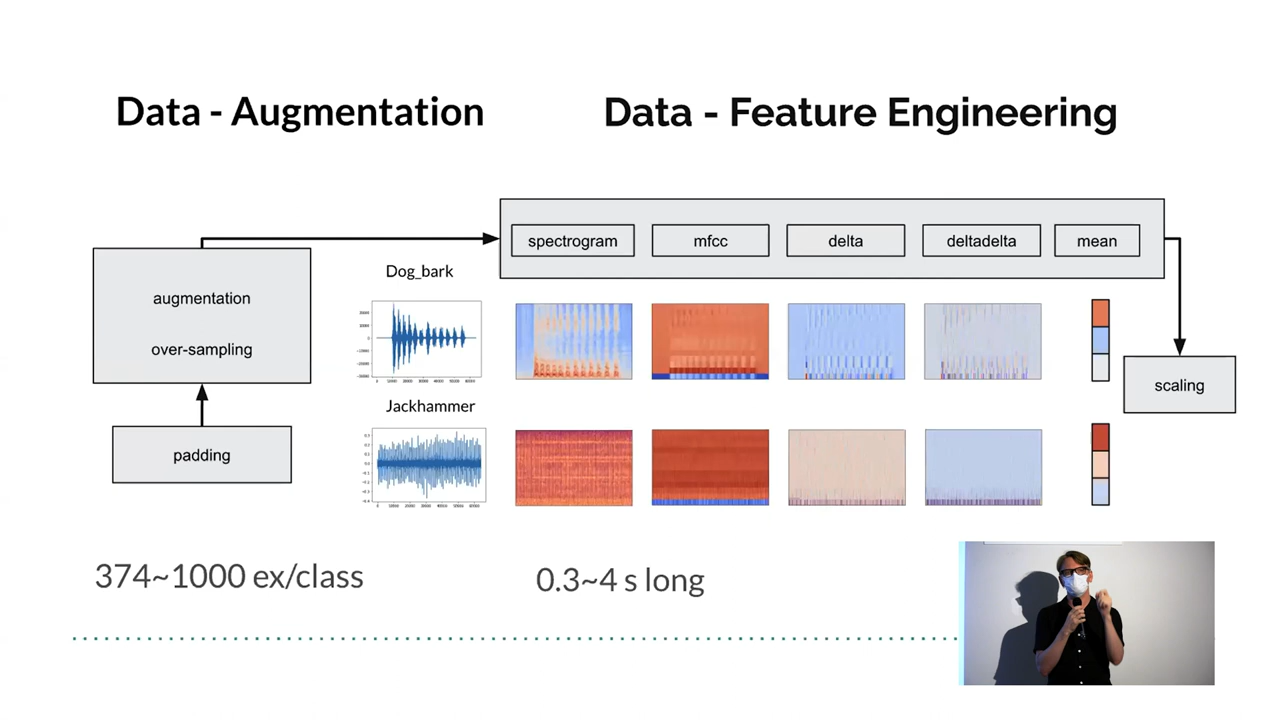 Data - Augmentation
Data - Feature Engineering
spectrogram
mfcc
delta
deltadelta
mean
augmentation
over-sampling
padding
Dog_bark
Jackhammer
scaling
374~1000 ex/class
0.3~4 s long